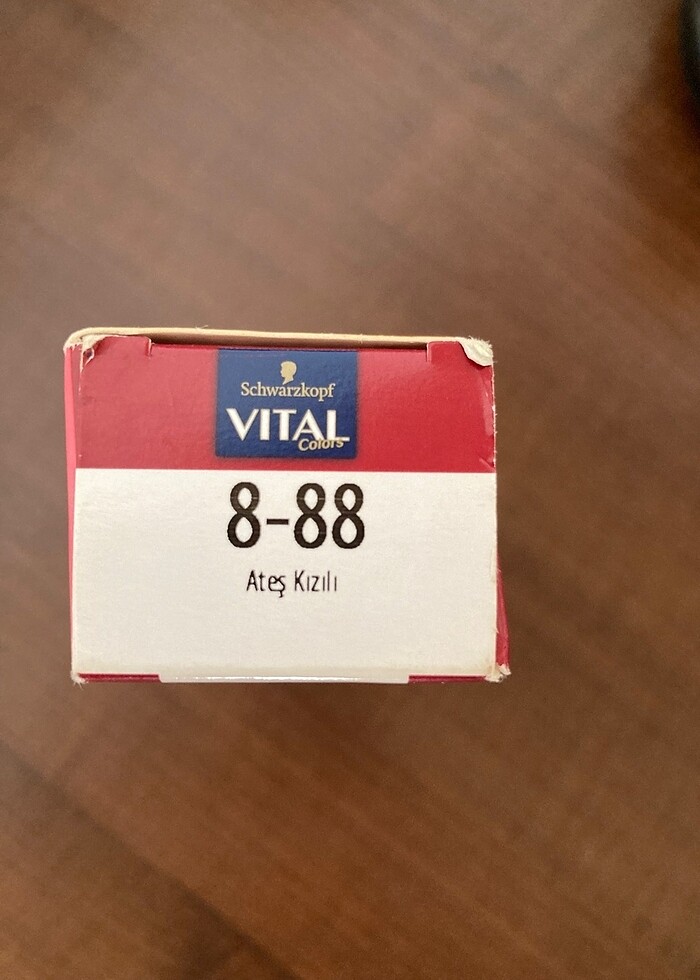 Schwarzkopf
VITAL
Colors
8-88
Ateş Kızılı